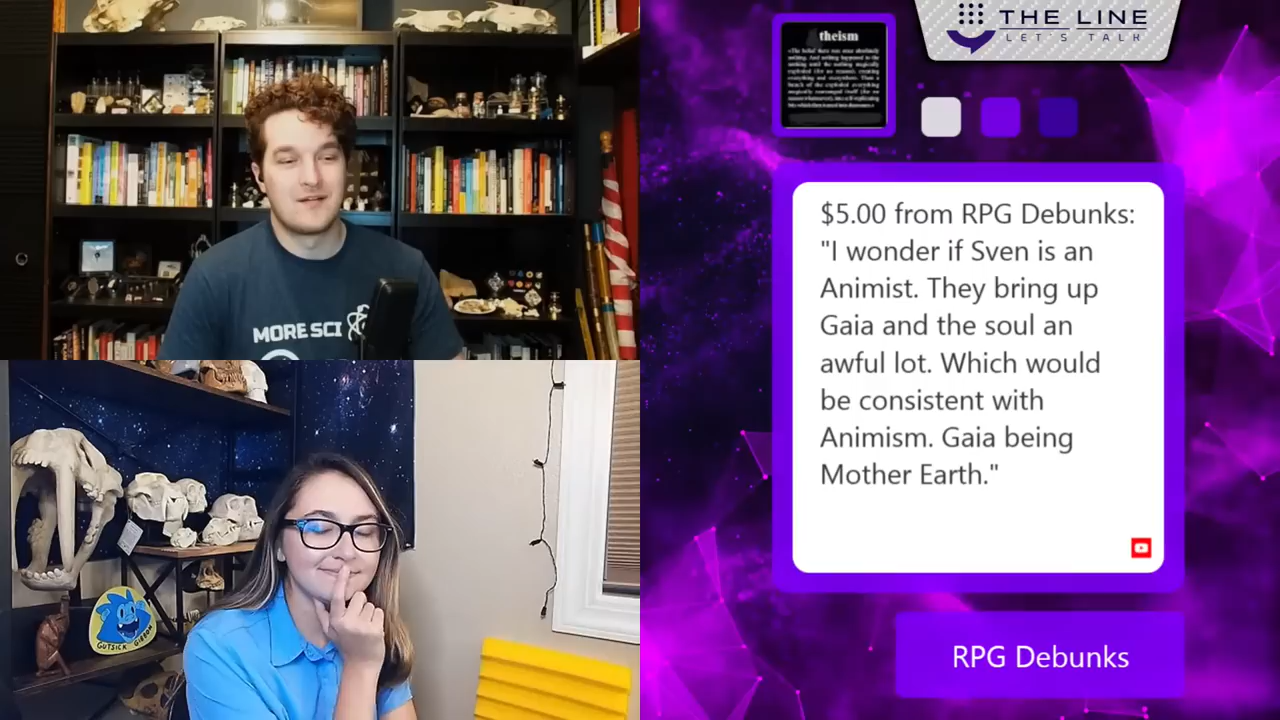 THE LINE
LET'S TALK
theism
$5.00 from RPG Debunks:
"I wonder if Sven is an
Animist. They bring up
Gaia and the soul an
awful lot. Which would
be consistent with
Animism. Gaia being
Mother Earth."
RPG Debunks
MORE SCI
GUTSICK GIBBON